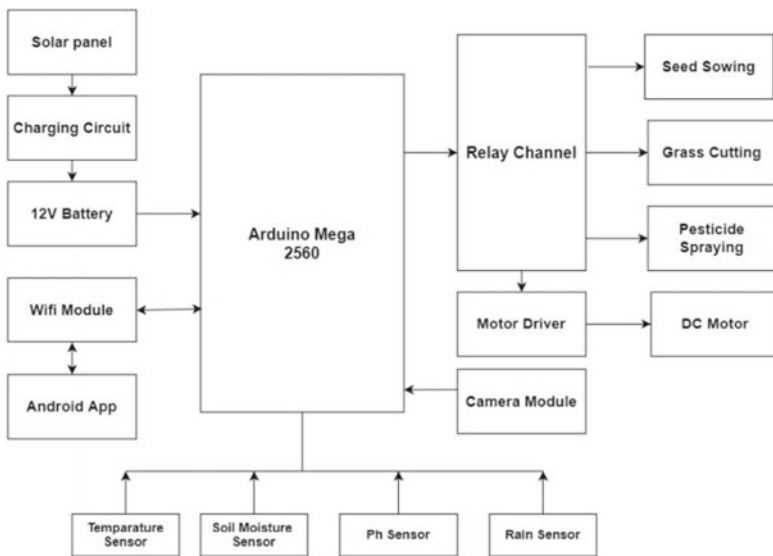 Solar panel
Charging Circuit
12V Battery
Wifi Module
Android App
Arduino Mega
2560
Relay Channel
Seed Sowing
Grass Cutting
Pesticide
Spraying
Motor Driver
DC Motor
Camera Module
Temparature
Sensor
Soil Moisture
Sensor
Ph Sensor
Rain Sensor